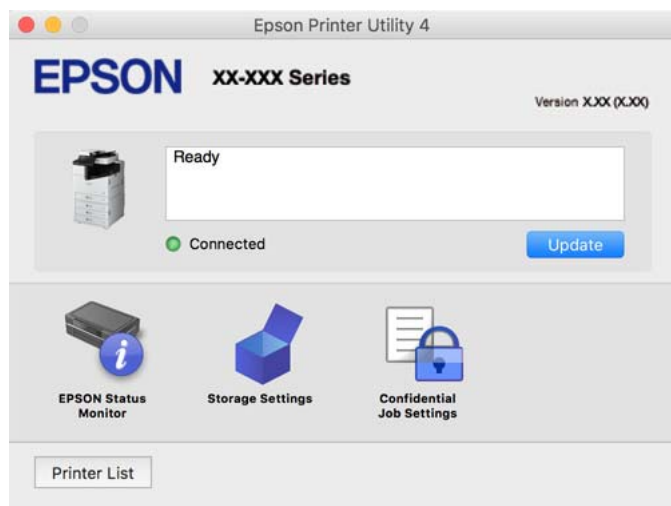 Epson Printer Utility 4
EPSON XX-XXX Series
Version X.XX (X.XX)
Ready
Connected
Update
EPSON Status
Monitor
Storage Settings
Confidential
Job Settings
Printer List